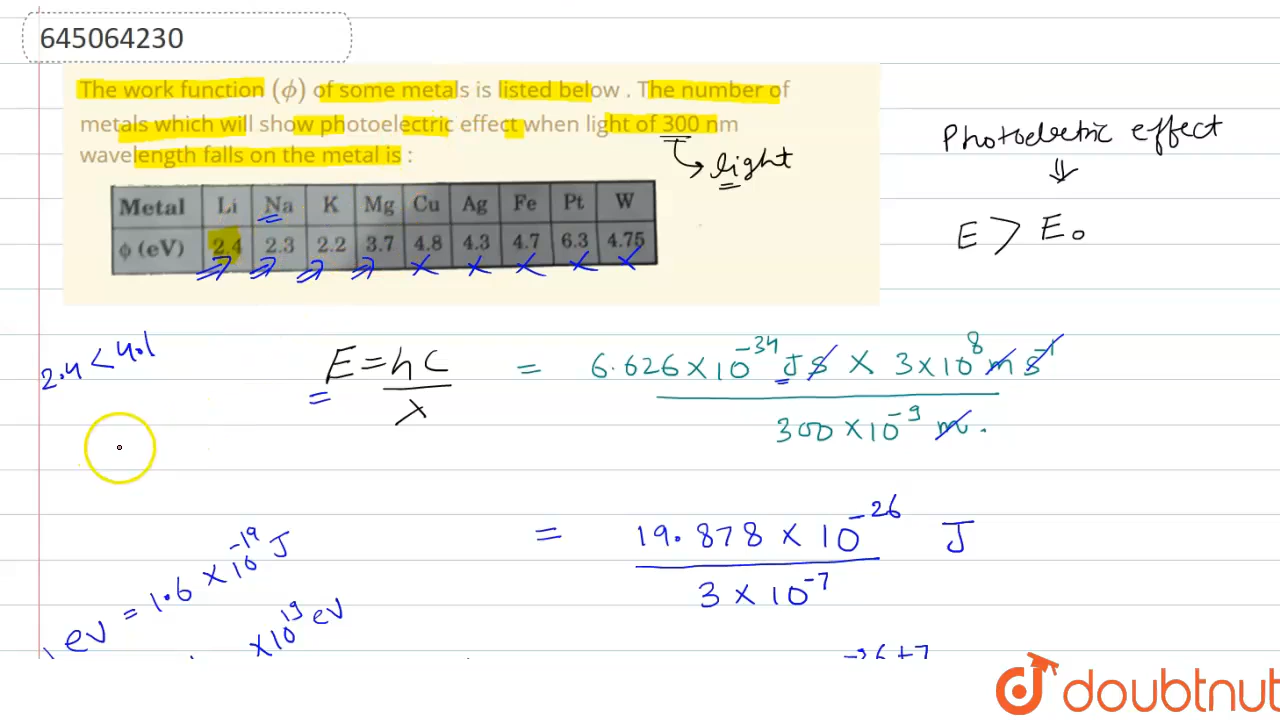 645064230
The work function (ϕ) of some metals is listed below . The number of
metals which will show photoelectric effect when light of 300 nm
wavelength falls on the metal is :
light
Metal Li Na K Mg Cu Ag Fe Pt W
ϕ (eV) 2.4 2.3 2.2 3.7 4.8 4.3 4.7 6.3 4.75
Photoelectric effect
⇓
E > E₀
2.4 < 4.1
E = hc/λ = 6.626 × 10⁻³⁴ J s × 3 × 10⁸ m s⁻¹
300 × 10⁻⁹ m.
= 19.878 × 10⁻²⁶ J
3 × 10⁻⁷
1 eV = 1.6 × 10⁻¹⁹ J
× 10¹⁹ eV
-26+7
doubtnut